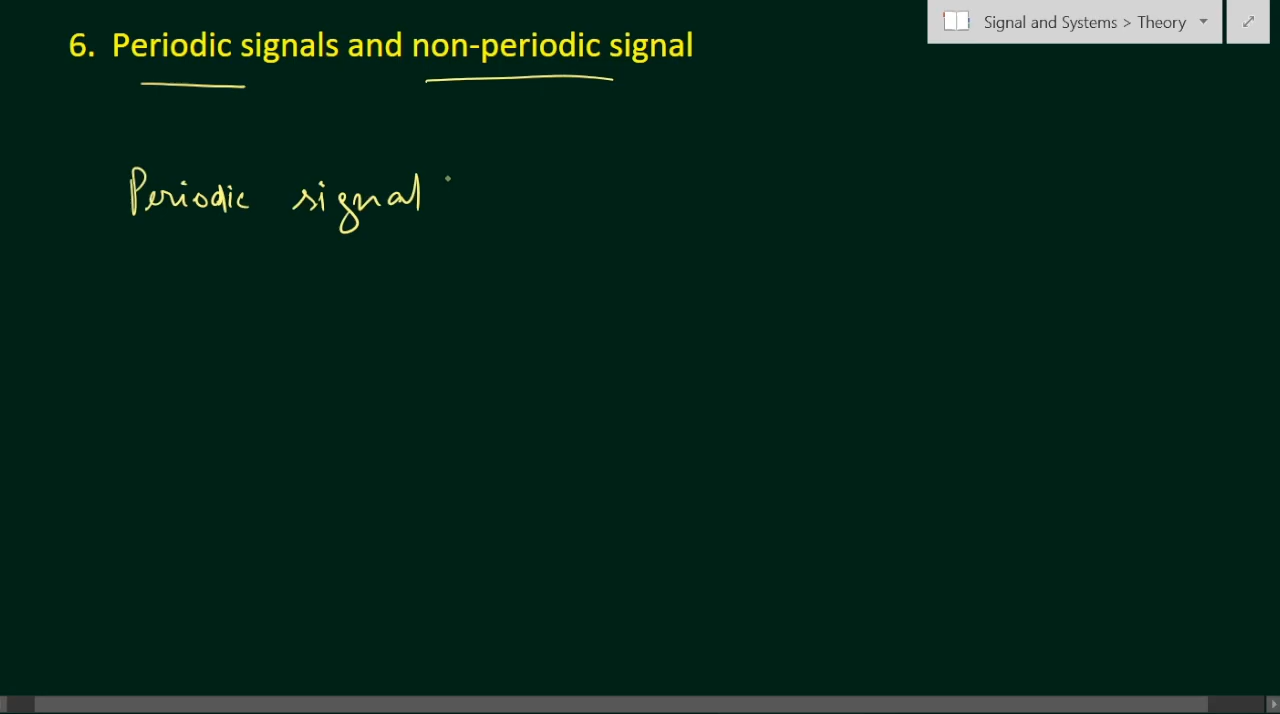 6. Periodic signals and non-periodic signal
Signal and Systems > Theory
Periodic signal